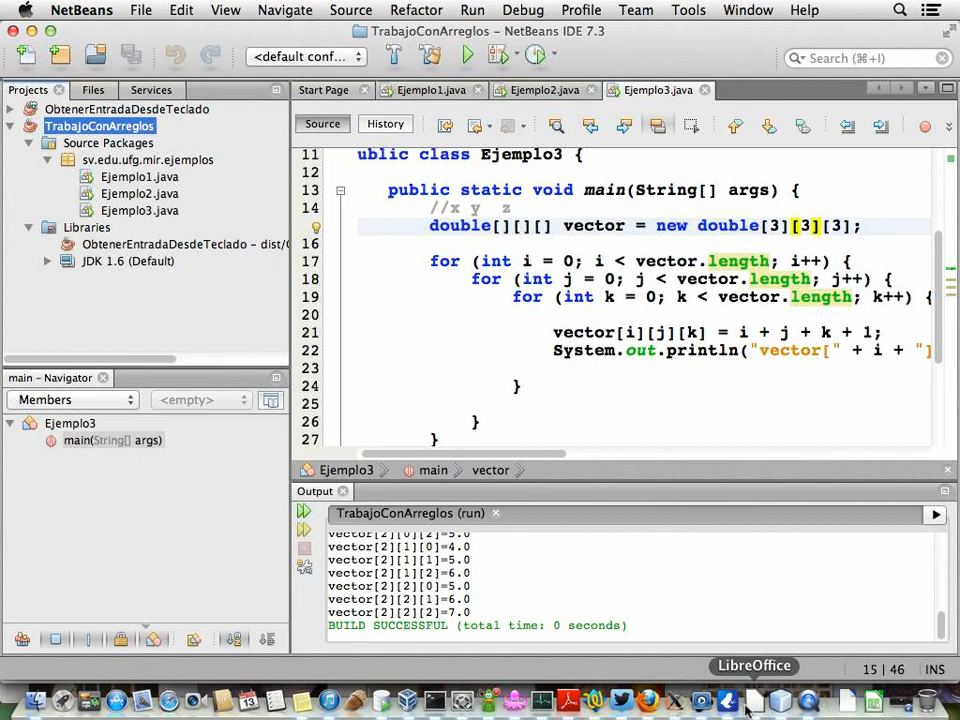 NetBeans File Edit View Navigate Source Refactor Run Debug Profile Team Tools Window Help
TrabajoConArreglos - NetBeans IDE 7.3
<default conf... Search (⌘+I)
Projects Files Services
Start Page Ejemplo1.java Ejemplo2.java Ejemplo3.java
ObtenerEntradaDesdeTeclado
TrabajoConArreglos
Source Packages
sv.edu.ufg.mir.ejemplos
Ejemplo1.java
Ejemplo2.java
Ejemplo3.java
Libraries
ObtenerEntradaDesdeTeclado - dist/
JDK 1.6 (Default)
Source History
11 ublic class Ejemplo3 {
12
13 public static void main(String[] args) {
14 //x y z
double[][][] vector = new double[3][3][3];
16
17 for (int i = 0; i < vector.length; i++) {
18 for (int j = 0; j < vector.length; j++) {
19 for (int k = 0; k < vector.length; k++) {
20
21 vector[i][j][k] = i + j + k + 1;
22 System.out.println("vector[" + i + "]
23
24 }
25
26 }
27 }
main - Navigator
Members <empty>
Ejemplo3
main(String[] args)
Ejemplo3 main vector
Output
TrabajoConArreglos (run)
vector[2][0][2]=5.0
vector[2][1][0]=4.0
vector[2][1][1]=5.0
vector[2][1][2]=6.0
vector[2][2][0]=5.0
vector[2][2][1]=6.0
vector[2][2][2]=7.0
BUILD SUCCESSFUL (total time: 0 seconds)
LibreOffice
15 | 46 INS
13